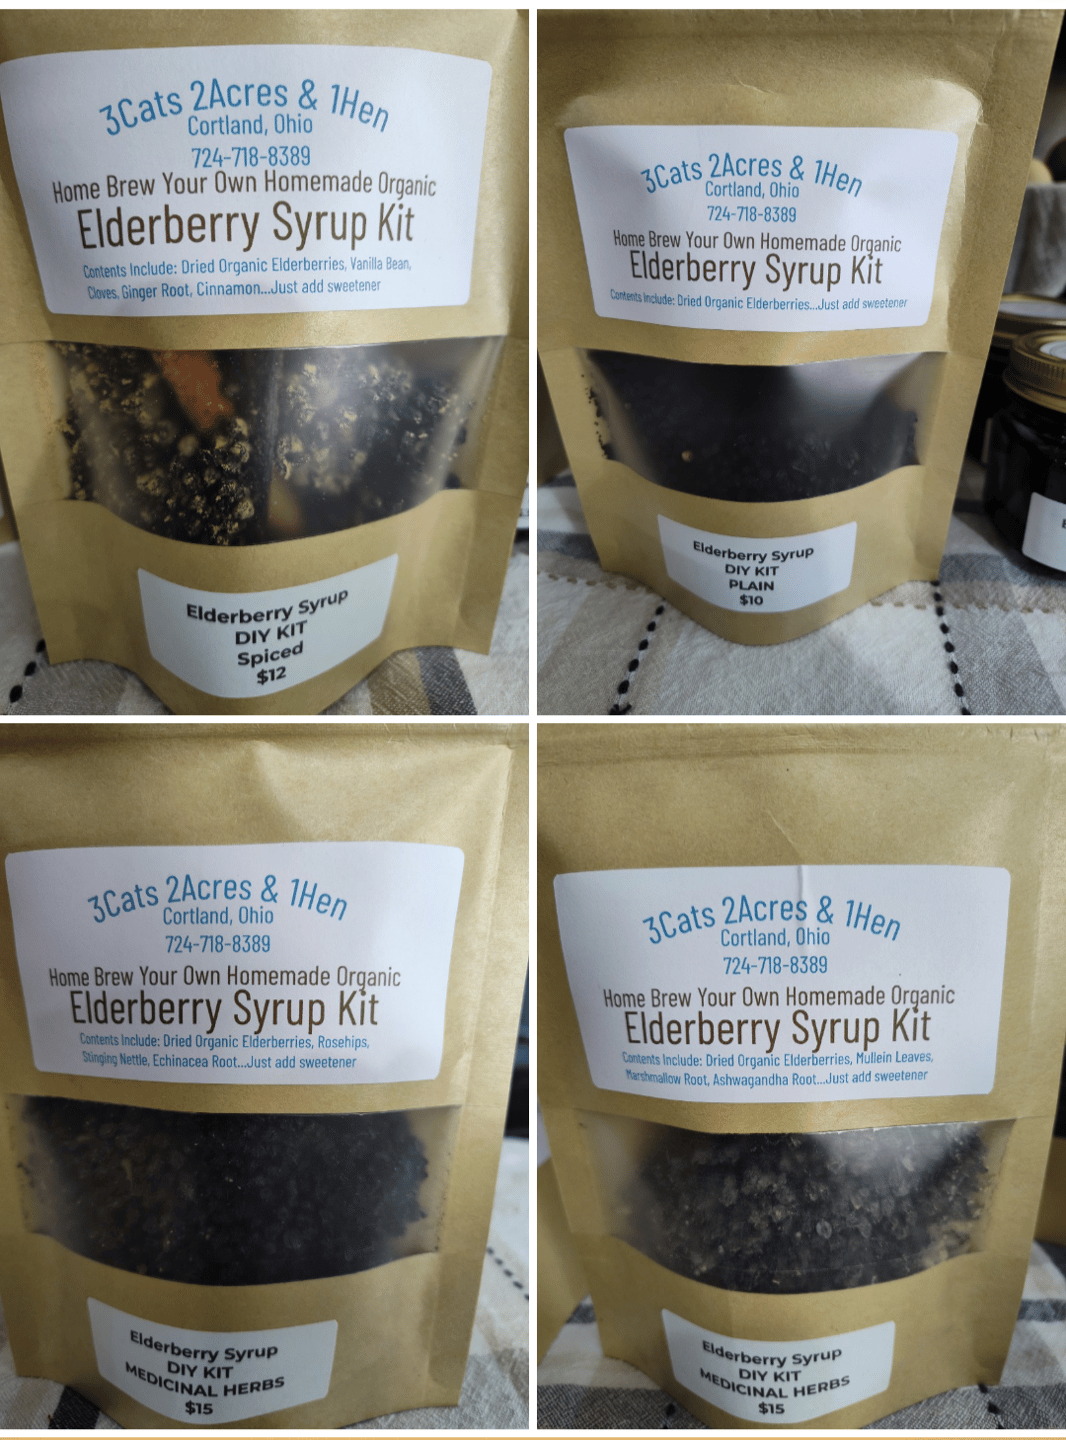 3Cats 2Acres & 1Hen
Cortland, Ohio
724-718-8389
Home Brew Your Own Homemade Organic
Elderberry Syrup Kit
Contents Include: Dried Organic Elderberries, Vanilla Bean,
Cloves, Ginger Root, Cinnamon...Just add sweetener
Elderberry Syrup
DIY KIT
Spiced
$12
3Cats 2Acres & 1Hen
Cortland, Ohio
724-718-8389
Home Brew Your Own Homemade Organic
Elderberry Syrup Kit
Contents Include: Dried Organic Elderberries...Just add sweetener
Elderberry Syrup
DIY KIT
PLAIN
$10
3Cats 2Acres & 1Hen
Cortland, Ohio
724-718-8389
Home Brew Your Own Homemade Organic
Elderberry Syrup Kit
Contents Include: Dried Organic Elderberries, Rosehips,
Stinging Nettle, Echinacea Root...Just add sweetener
Elderberry Syrup
DIY KIT
MEDICINAL HERBS
$15
3Cats 2Acres & 1Hen
Cortland, Ohio
724-718-8389
Home Brew Your Own Homemade Organic
Elderberry Syrup Kit
Contents Include: Dried Organic Elderberries, Mullein Leaves,
Marshmallow Root, Ashwagandha Root...Just add sweetener
Elderberry Syrup
DIY KIT
MEDICINAL HERBS
$15